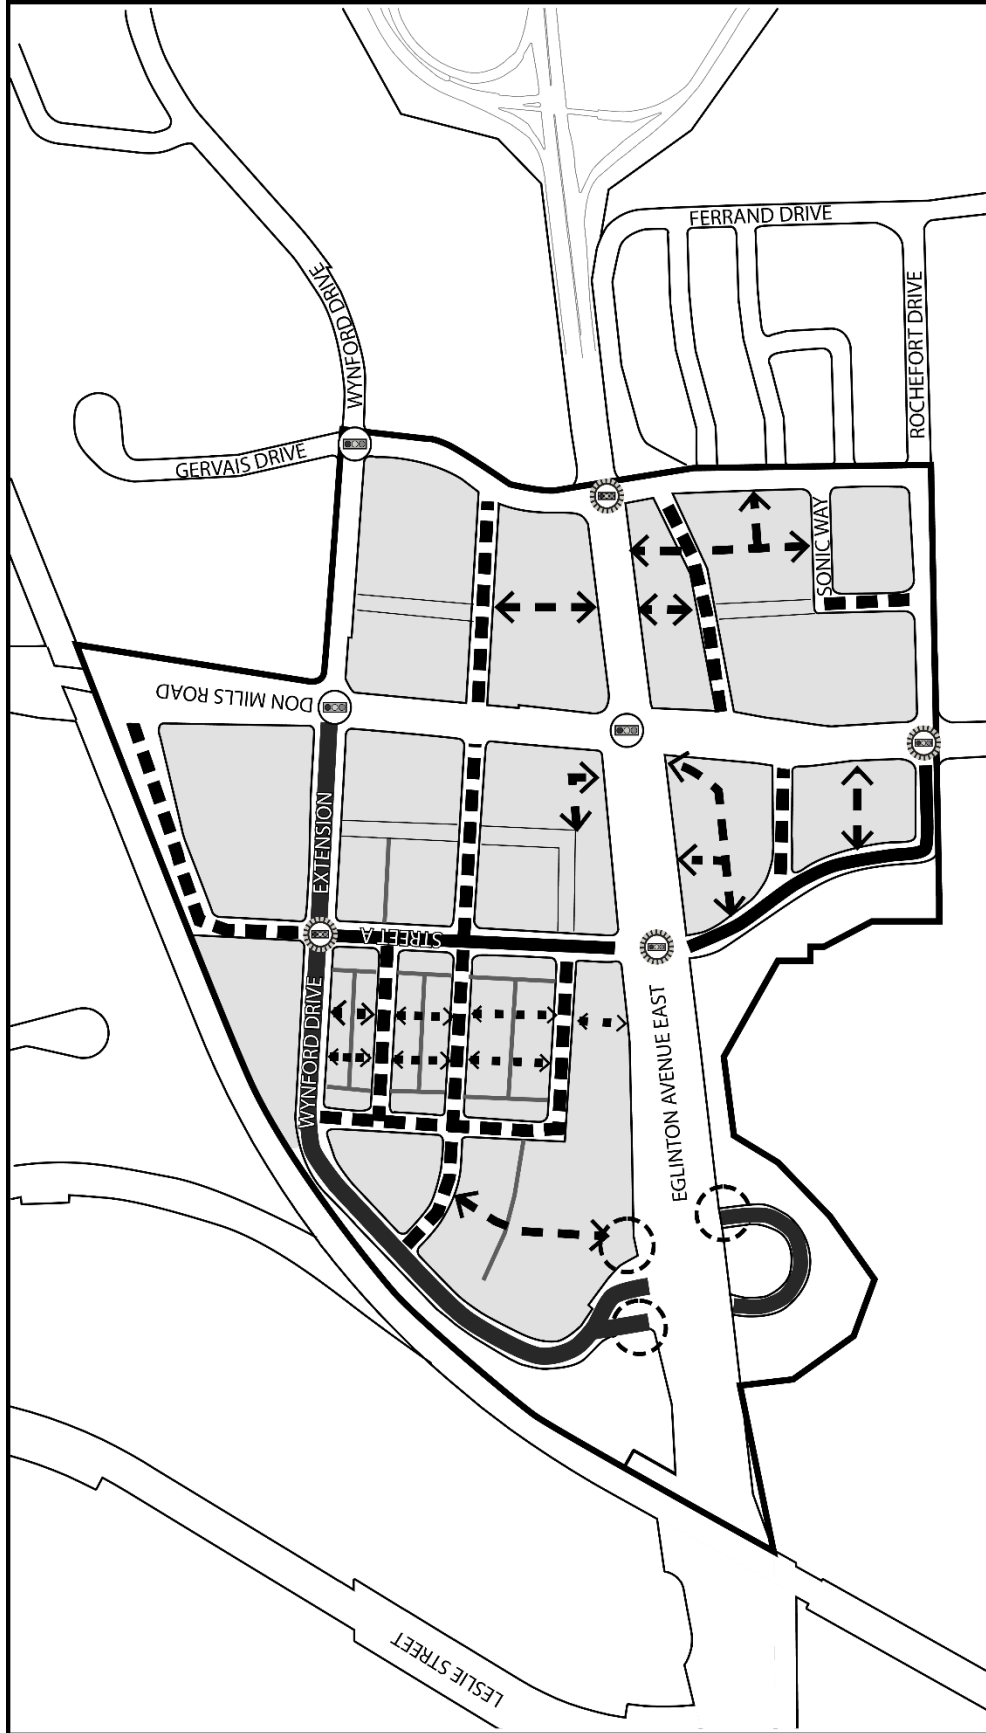 FERRAND DRIVE
WYNFORD DRIVE
ROCHEFORT DRIVE
GERVAIS DRIVE
SONIC WAY
DON MILLS ROAD
EXTENSION
STREET A
WYNFORD DRIVE
EGLINTON AVENUE EAST
LESLIE STREET